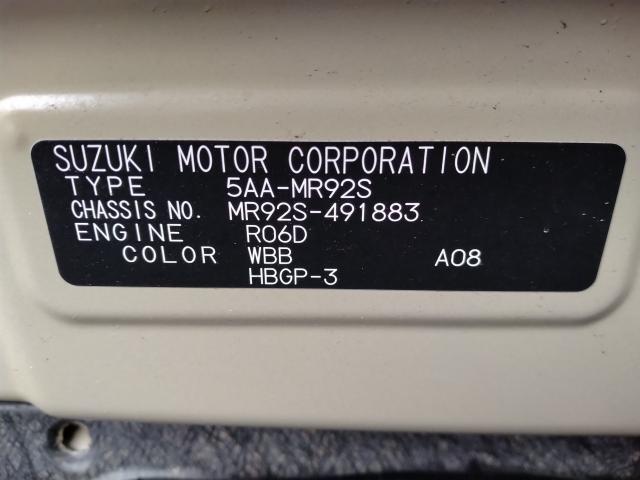 SUZUKI MOTOR CORPORATION
TYPE 5AA-MR92S
CHASSIS NO. MR92S-491883
ENGINE R06D
COLOR WBB A08
HBGP-3